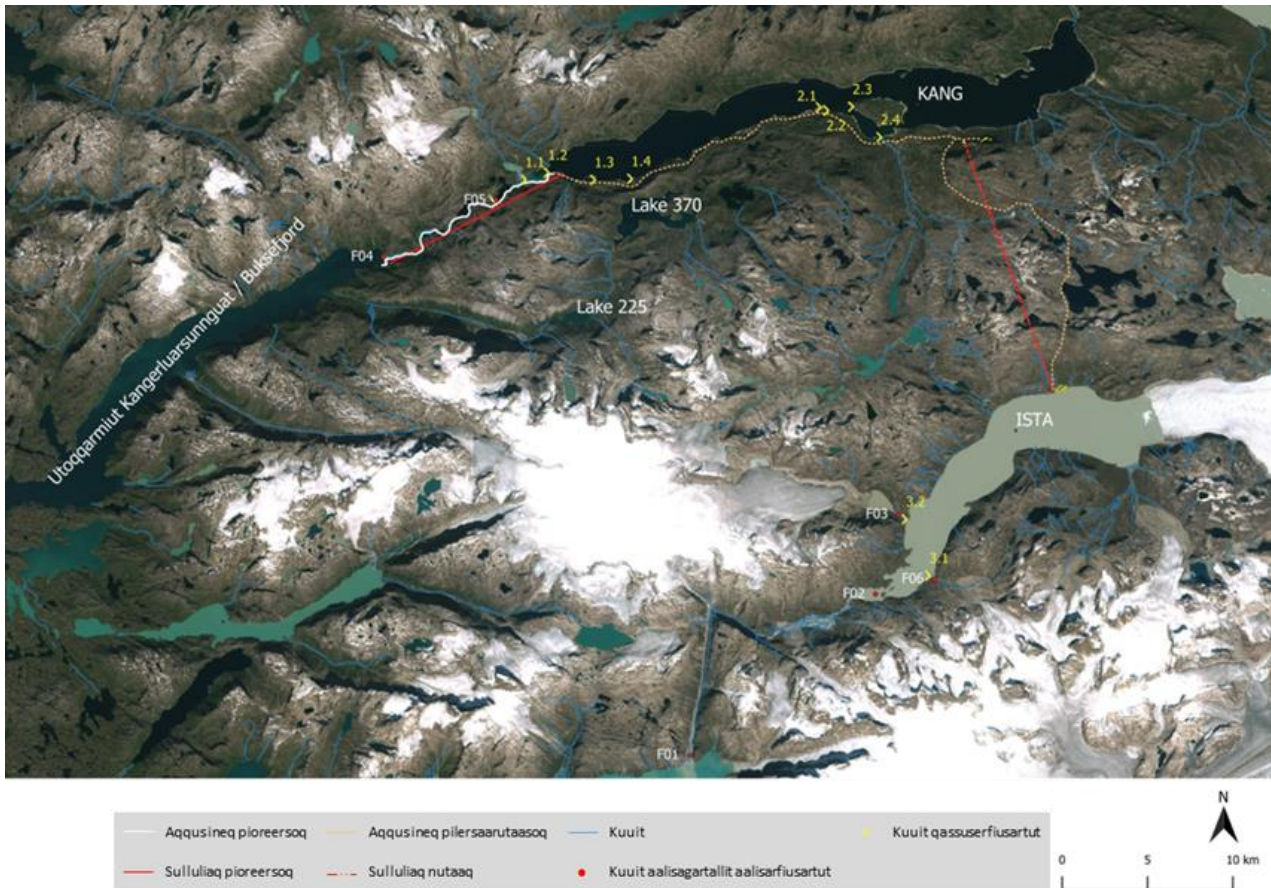 KANG
2.1
2.3
2.2
2.4
1.1
1.2
1.3
1.4
F05
Lake 370
F04
Utoqqarmiut Kangerluarsunnguat / Buksefjord
Lake 225
ISTA
F03
3.2
3.1
F06
F02
F01
Aqqusineq pioreersoq
Aqqusineq pilersaarutaasoq
Kuuit
Kuuit qassuserfiusartut
Sulluliaq pioreersoq
Sulluliaq nutaaq
Kuuit aalisagartallit aalisarfiusartut
N
0 5 10 km